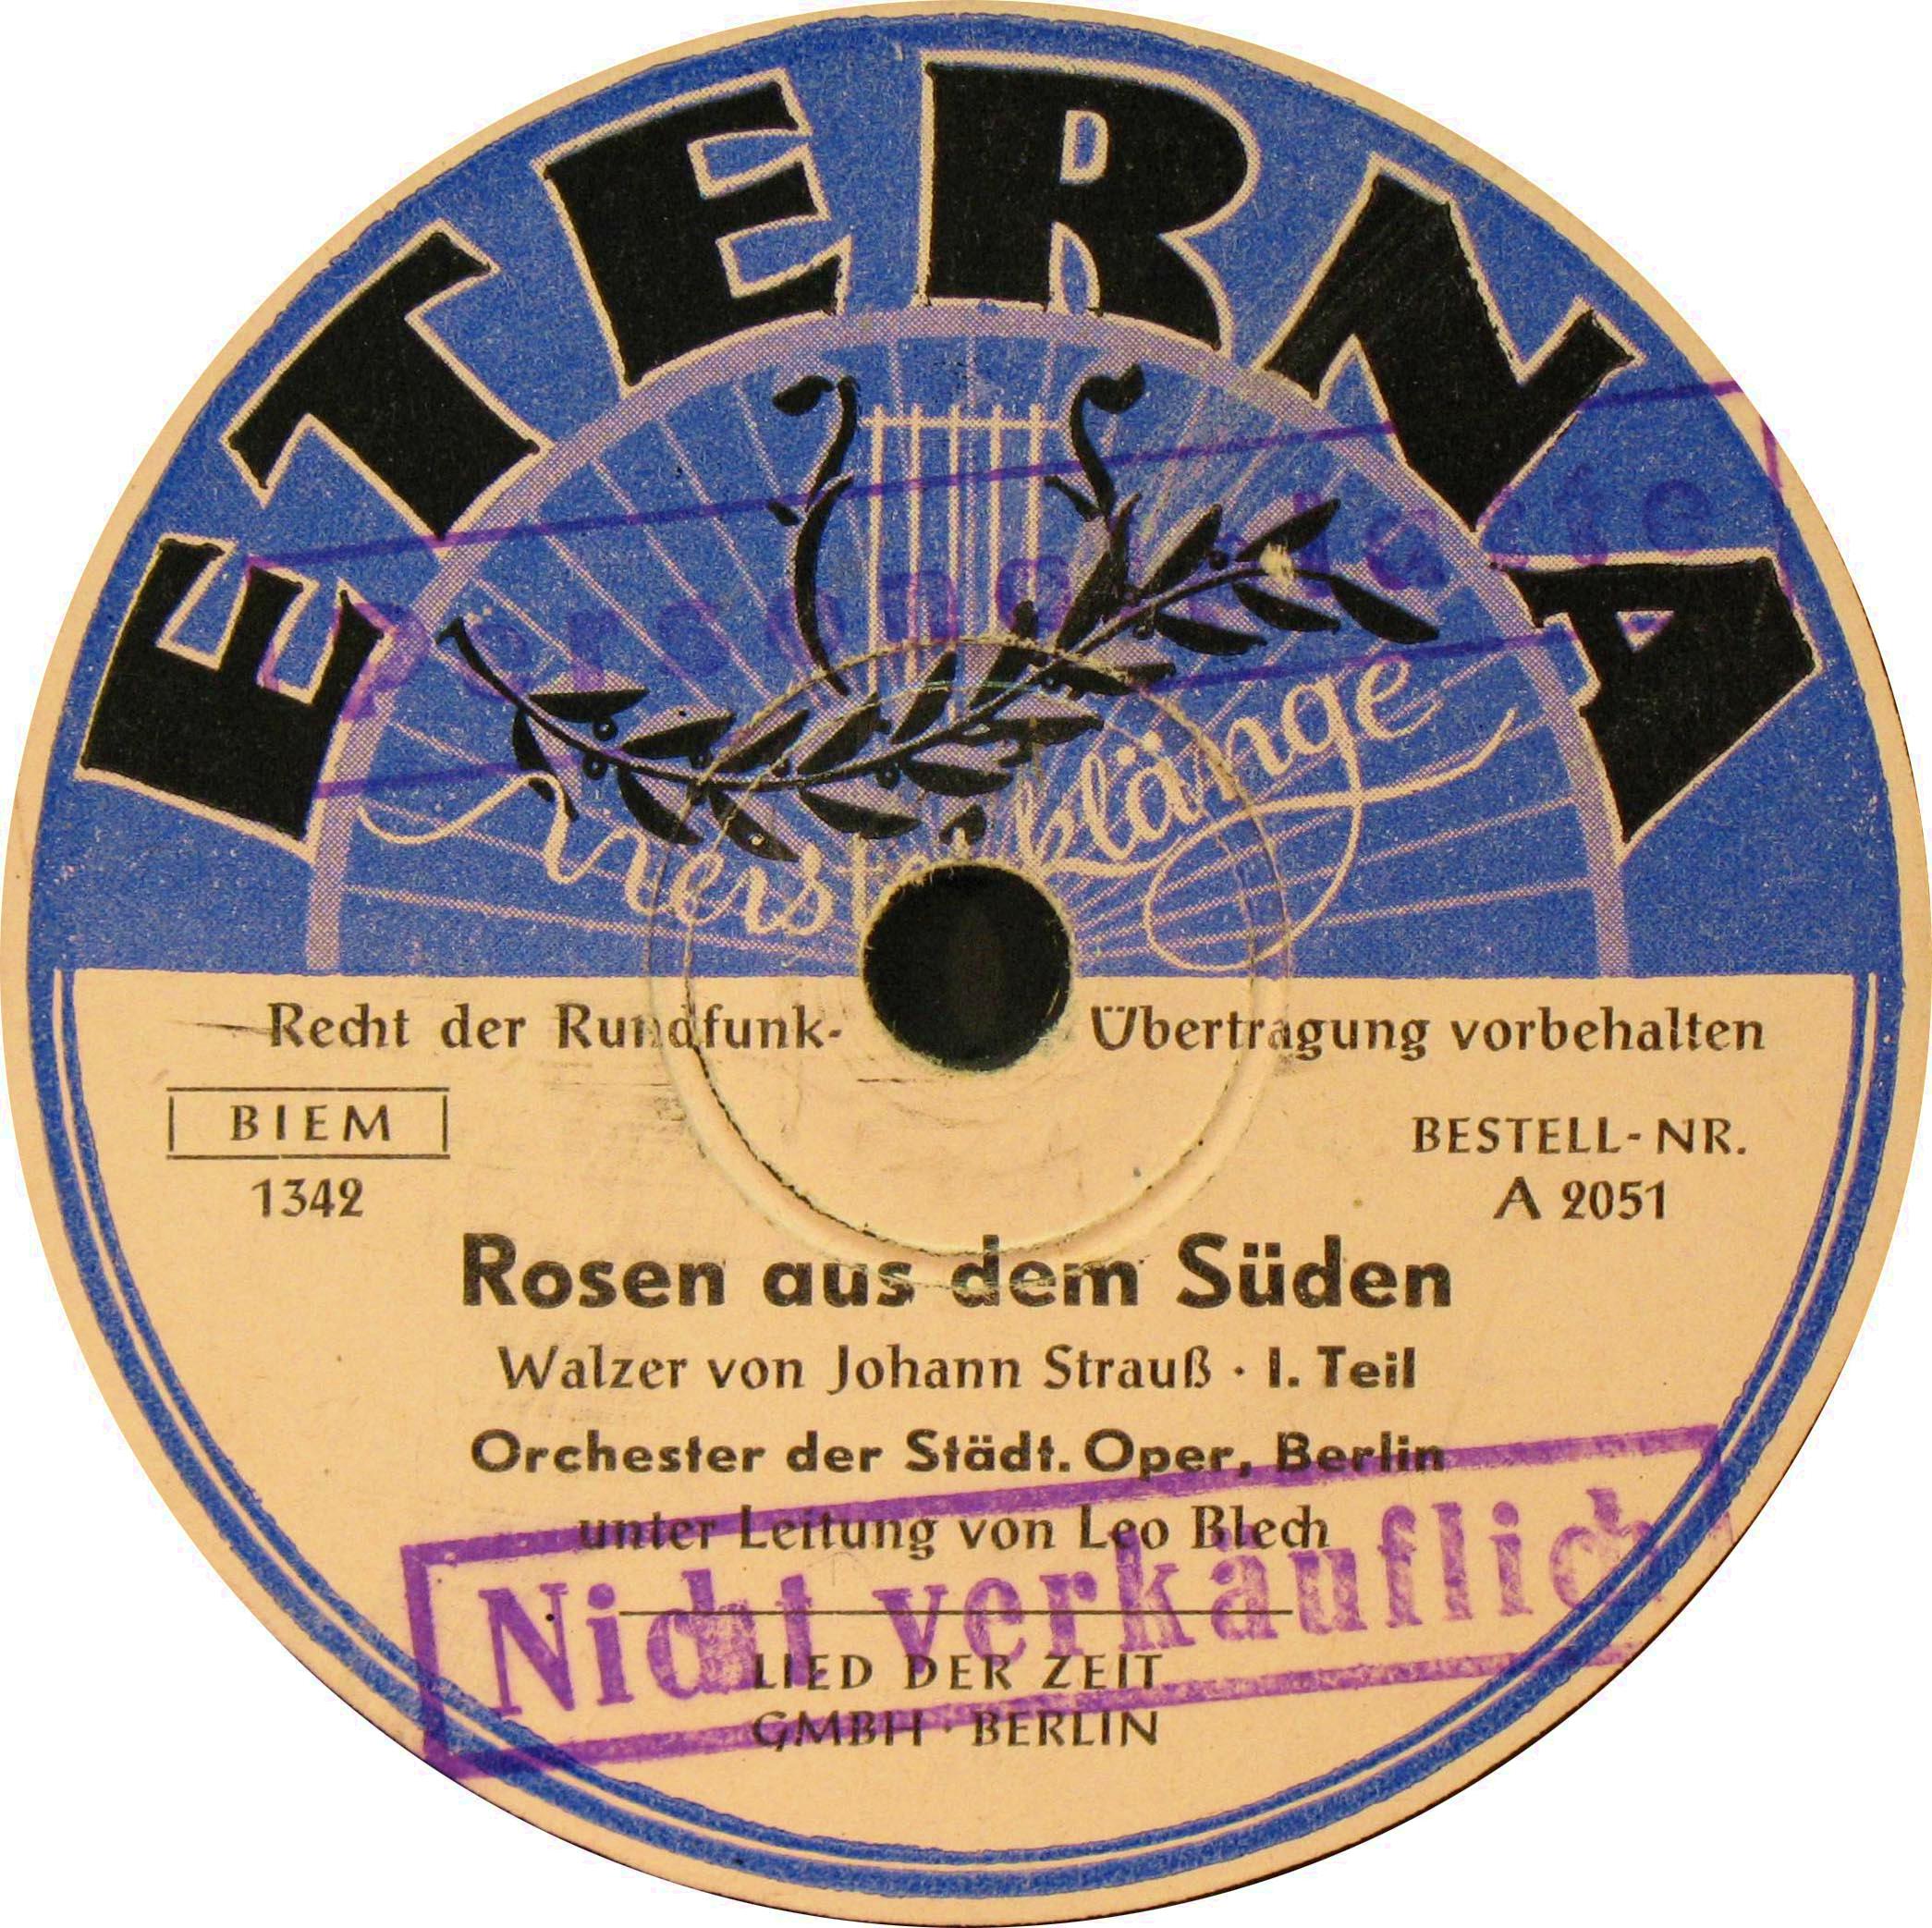 ETERNA
Meisterklänge
Recht der Rundfunk- Übertragung vorbehalten
BIEM
1342
BESTELL-NR.
A 2051
Rosen aus dem Süden
Walzer von Johann Strauß · I. Teil
Orchester der Städt. Oper, Berlin
unter Leitung von Leo Blech
Nicht verkäuflich
LIED DER ZEIT
GMBH · BERLIN